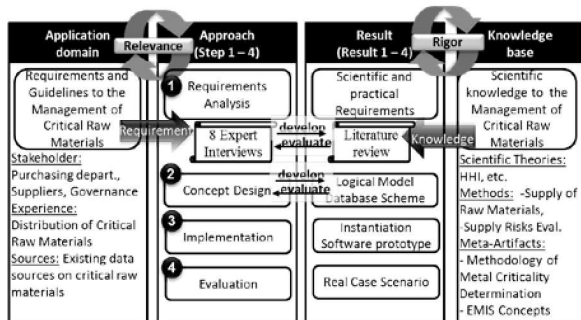 Application
domain
Relevance
Approach
(Step 1 – 4)
Result
(Result 1 – 4)
Rigor
Knowledge
base
Requirements and
Guidelines to the
Management of
Critical Raw
Materials
Requirement
Stakeholder:
Purchasing depart.,
Suppliers, Governance
Experience:
Distribution of Critical
Raw Materials
Sources: Existing data
sources on critical raw
materials
1
Requirements
Analysis
8 Expert
Interviews
2
Concept Design
3
Implementation
4
Evaluation
develop
evaluate
develop
evaluate
Scientific and
practical
Requirements
Literature
review
Logical Model
Database Scheme
Instantiation
Software prototype
Real Case Scenario
Scientific
knowledge to the
Management of
Critical Raw
Materials
Knowledge
Scientific Theories:
HHI, etc.
Methods: -Supply of
Raw Materials,
-Supply Risks Eval.
Meta-Artifacts:
- Methodology of
Metal Criticality
Determination
- EMIS Concepts